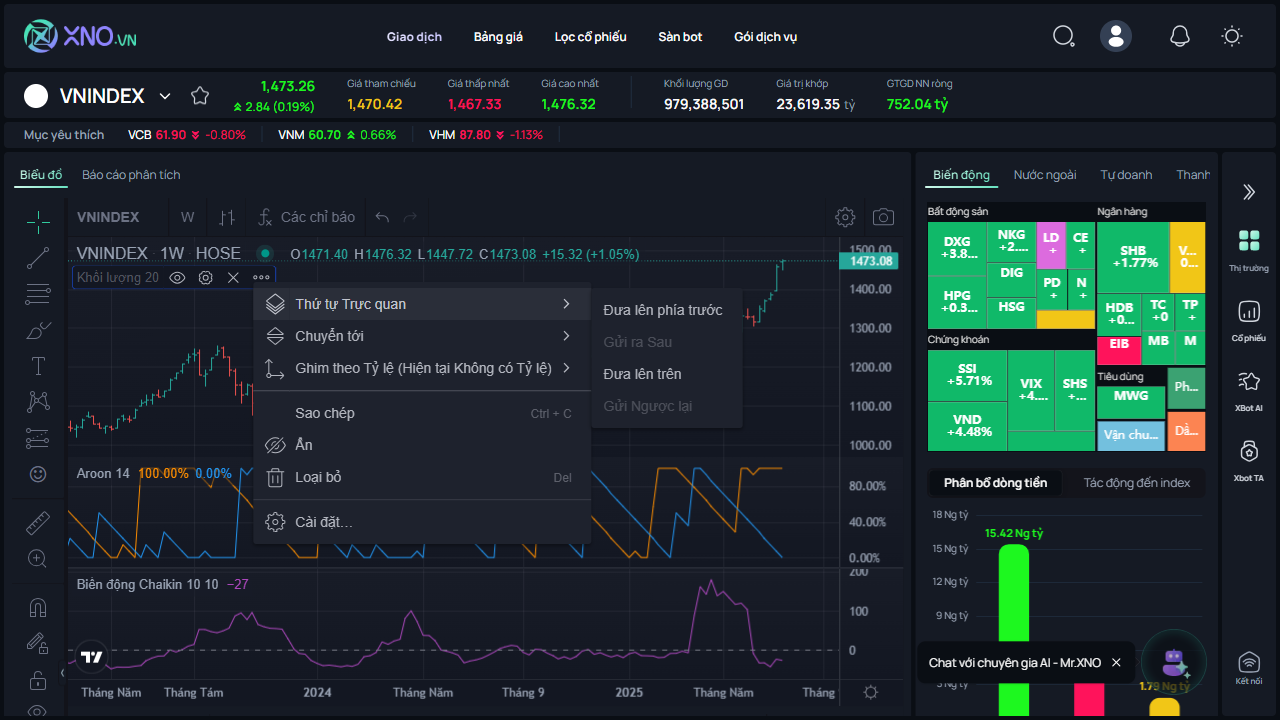 XNO.VN
Giao dịch Bảng giá Lọc cổ phiếu Sàn bot Gói dịch vụ
VNINDEX
1,473.26
2.84 (0.19%)
Giá tham chiếu Giá thấp nhất Giá cao nhất Khối lượng GD Giá trị khớp GTGD NN ròng
1,470.42 1,467.33 1,476.32 979,388,501 23,619.35 tỷ 752.04 tỷ
Mục yêu thích VCB 61.90 -0.80% VNM 60.70 0.66% VHM 87.80 -1.13%
Biểu đồ Báo cáo phân tích
VNINDEX W Các chỉ báo
VNINDEX · 1W · HOSE O1471.40 H1476.32 L1447.72 C1473.08 +15.32 (+1.05%)
Khối lượng 20
Thứ tự Trực quan
Chuyển tới
Ghim theo Tỷ lệ (Hiện tại Không có Tỷ lệ)
Sao chép Ctrl + C
Ẩn
Loại bỏ Del
Cài đặt...
Đưa lên phía trước
Gửi ra Sau
Đưa lên trên
Gửi Ngược lại
1500.00
1473.08
1400.00
1300.00
1200.00
1100.00
1000.00
Aroon 14 100.00% 0.00%
80.00%
40.00%
0.00%
Biên động Chaikin 10 10 −27
200
100
0
Tháng Năm Tháng Tám 2024 Tháng Năm Tháng 9 2025 Tháng Năm Tháng
Biến động Nước ngoài Tự doanh Thanh
Bất động sản Ngân hàng
DXG
+3.8...
NKG
+2....
LD
+
CE
+
HPG
+0.3...
DIG
HSG
PD
+
N
+
SHB
+1.77%
V...
0...
HDB
+0...
TC
+0
TP
+
EIB
MB
M
Chứng khoán
SSI
+5.71%
VND
+4.48%
VIX
+4....
SHS
+...
Tiêu dùng
MWG
Vận chu...
Ph...
Dầ...
Phân bổ dòng tiền Tác động đến index
18 Ng tỷ
15 Ng tỷ
12 Ng tỷ
9 Ng tỷ
15.42 Ng tỷ
1.79 Ng tỷ
Chat với chuyên gia AI - Mr.XNO
Thị trường
Cổ phiếu
XBot AI
Xbot TA
Kết nối